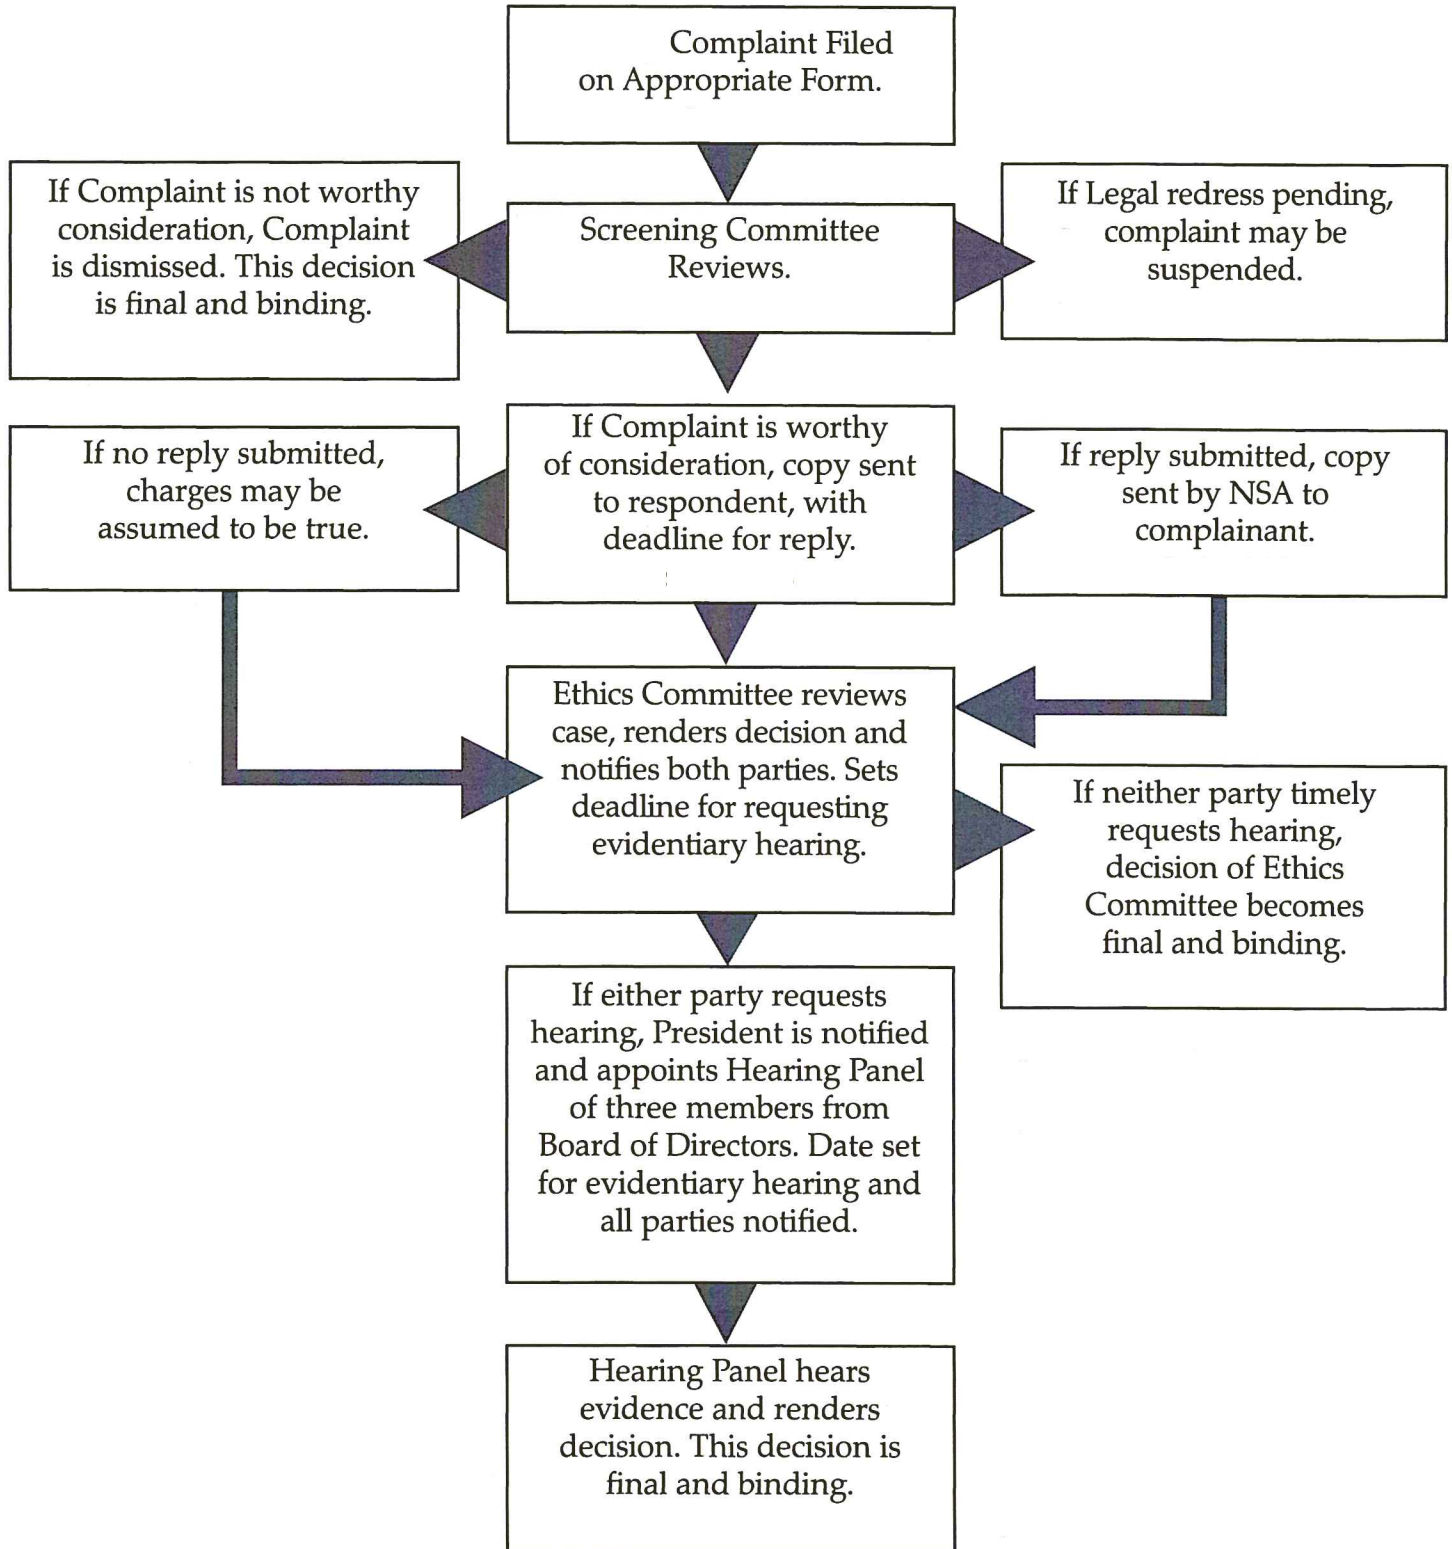 Complaint Filed
on Appropriate Form.
If Complaint is not worthy
consideration, Complaint
is dismissed. This decision
is final and binding.
Screening Committee
Reviews.
If Legal redress pending,
complaint may be
suspended.
If no reply submitted,
charges may be
assumed to be true.
If Complaint is worthy
of consideration, copy sent
to respondent, with
deadline for reply.
If reply submitted, copy
sent by NSA to
complainant.
Ethics Committee reviews
case, renders decision and
notifies both parties. Sets
deadline for requesting
evidentiary hearing.
If neither party timely
requests hearing,
decision of Ethics
Committee becomes
final and binding.
If either party requests
hearing, President is notified
and appoints Hearing Panel
of three members from
Board of Directors. Date set
for evidentiary hearing and
all parties notified.
Hearing Panel hears
evidence and renders
decision. This decision is
final and binding.